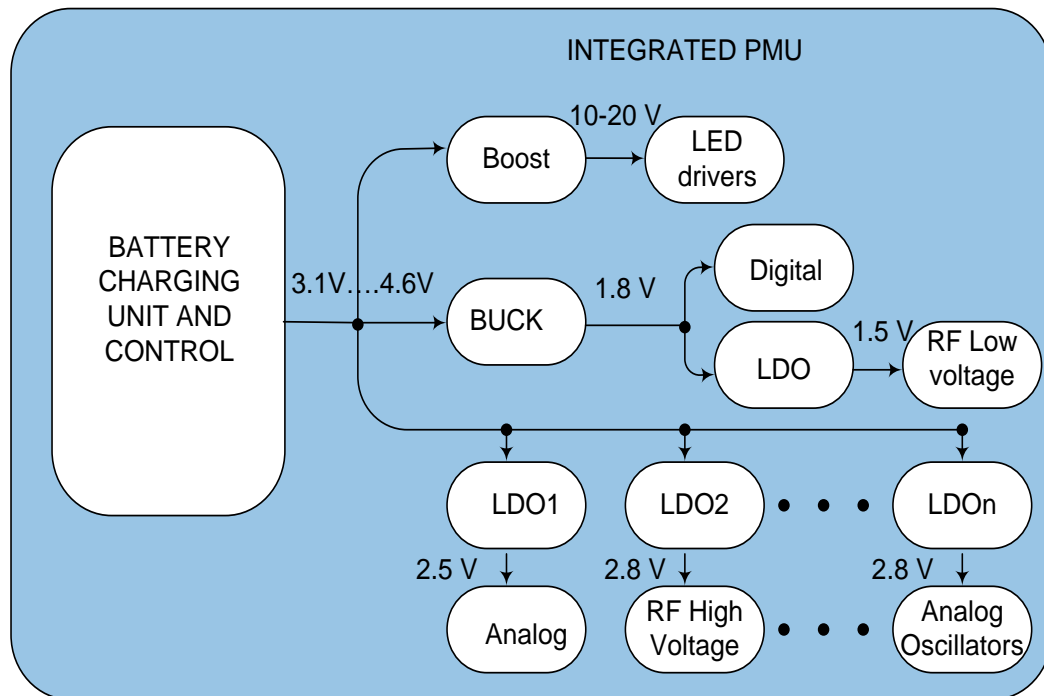 INTEGRATED PMU
10-20 V
Boost
LED
drivers
BATTERY
CHARGING
UNIT AND
CONTROL
3.1V....4.6V
BUCK
1.8 V
Digital
LDO
1.5 V
RF Low
voltage
LDO1
LDO2
LDOn
2.5 V
2.8 V
2.8 V
Analog
RF High
Voltage
Analog
Oscillators